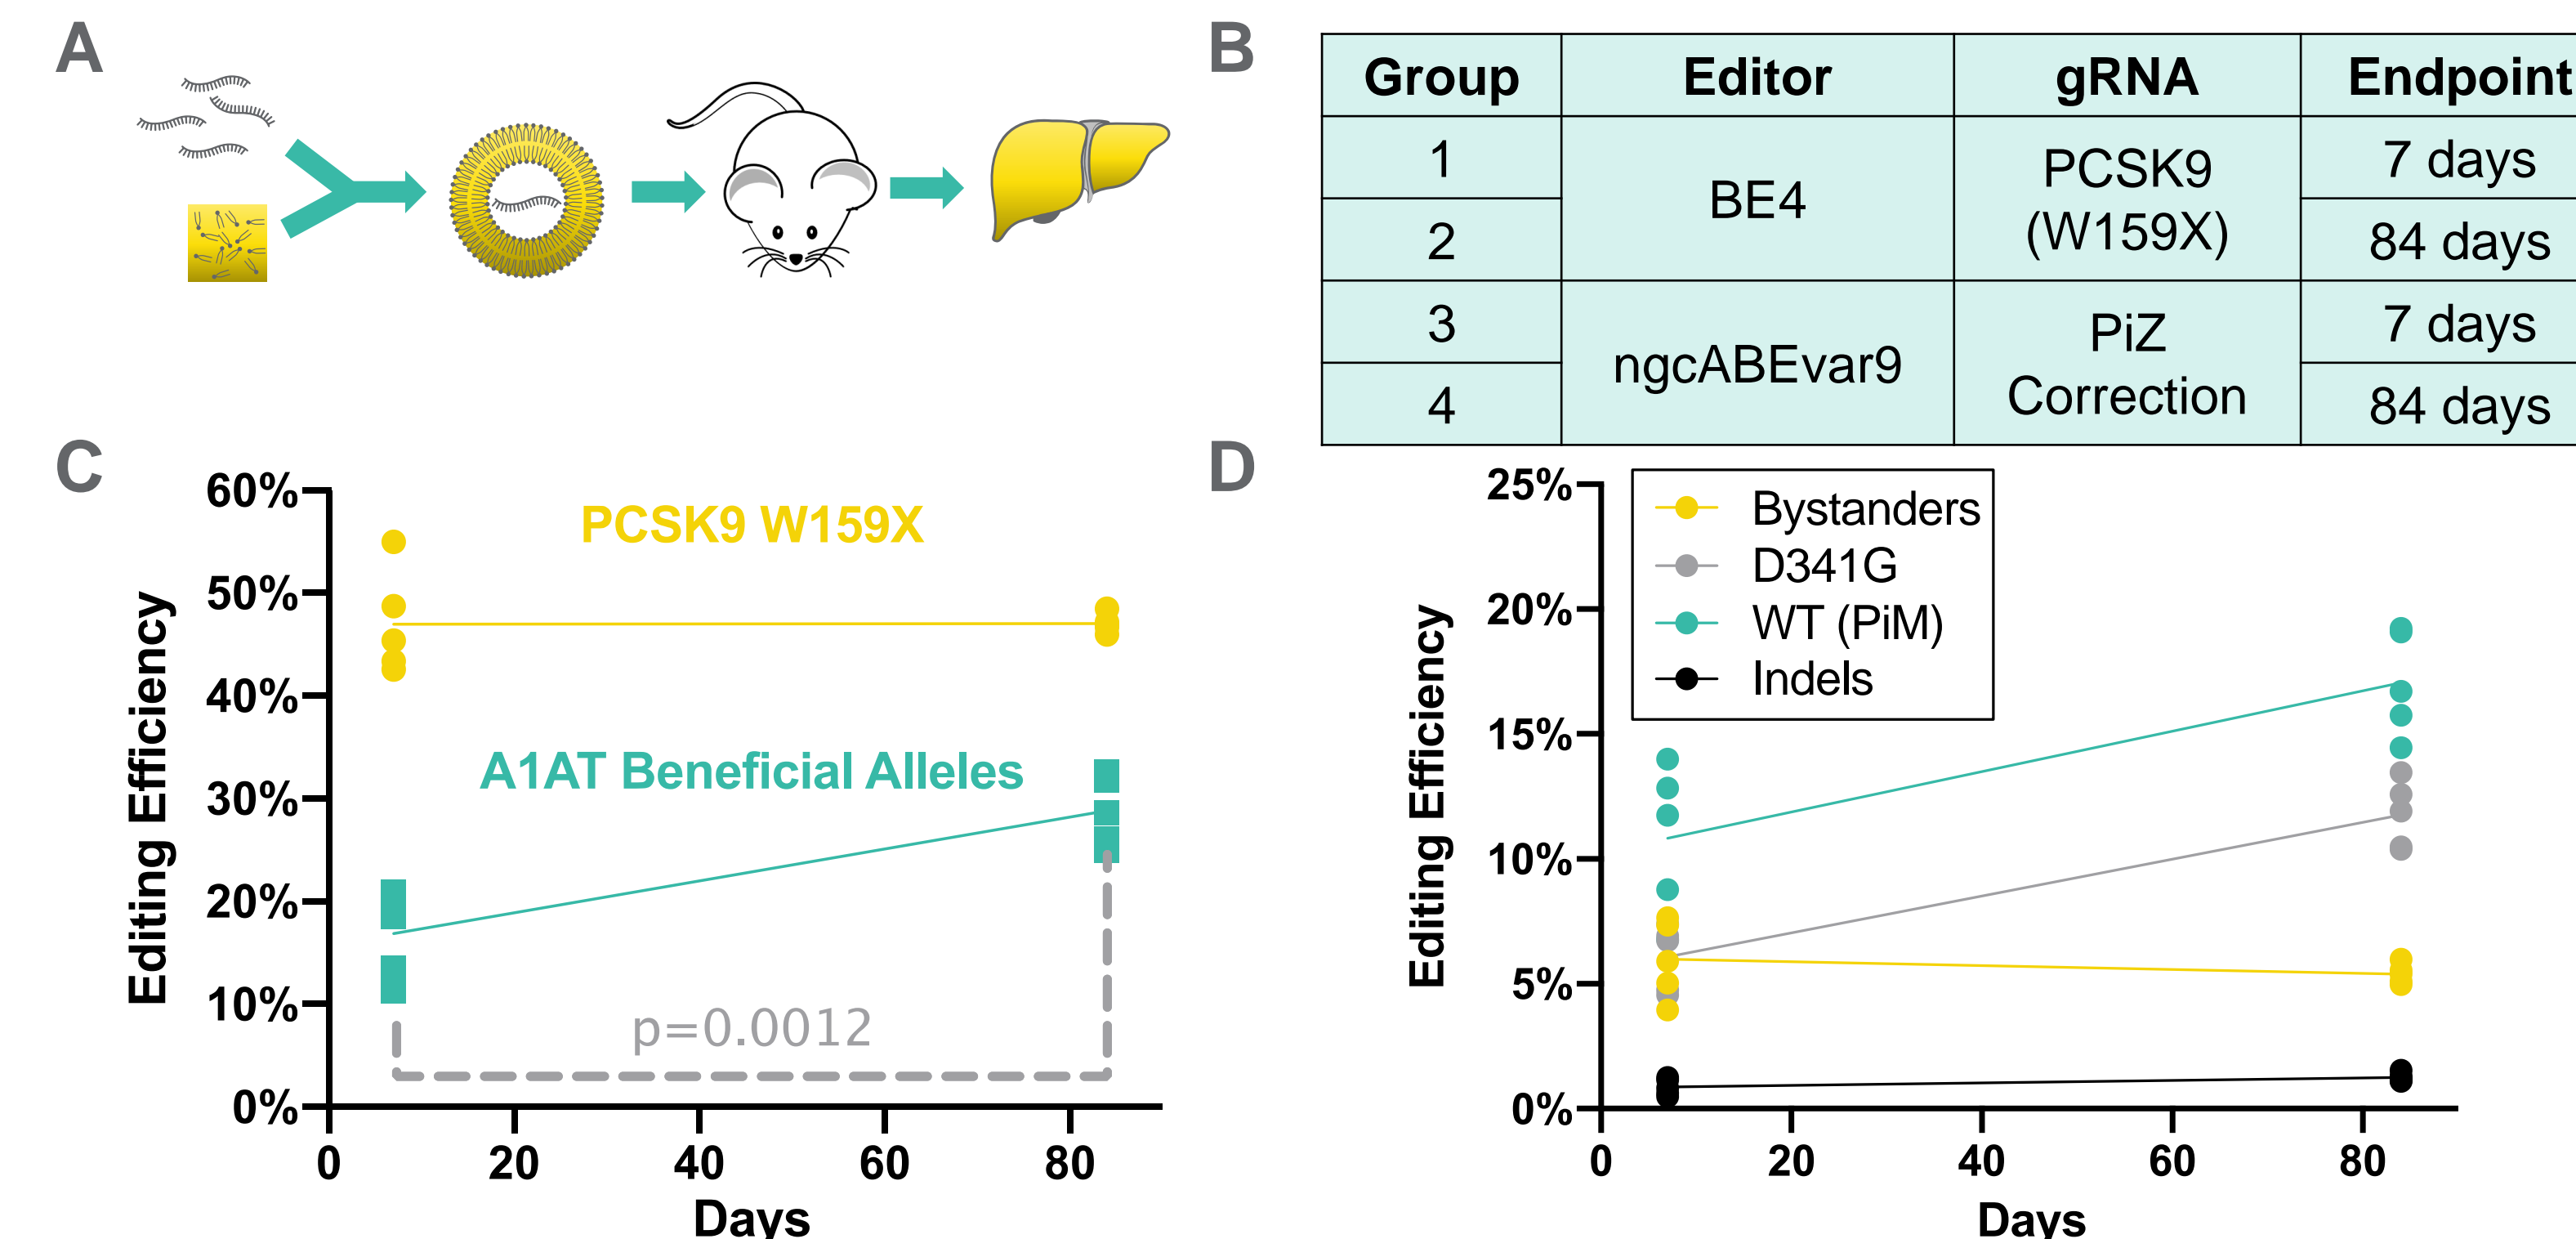 A
B
Group Editor gRNA Endpoint
1 BE4 PCSK9 (W159X) 7 days
2 84 days
3 ngcABEvar9 PiZ Correction 7 days
4 84 days
C
60%
50%
40%
30%
20%
10%
0%
Editing Efficiency
PCSK9 W159X
A1AT Beneficial Alleles
p=0.0012
0 20 40 60 80
Days
D
25%
20%
15%
10%
5%
0%
Editing Efficiency
Bystanders
D341G
WT (PiM)
Indels
0 20 40 60 80
Days